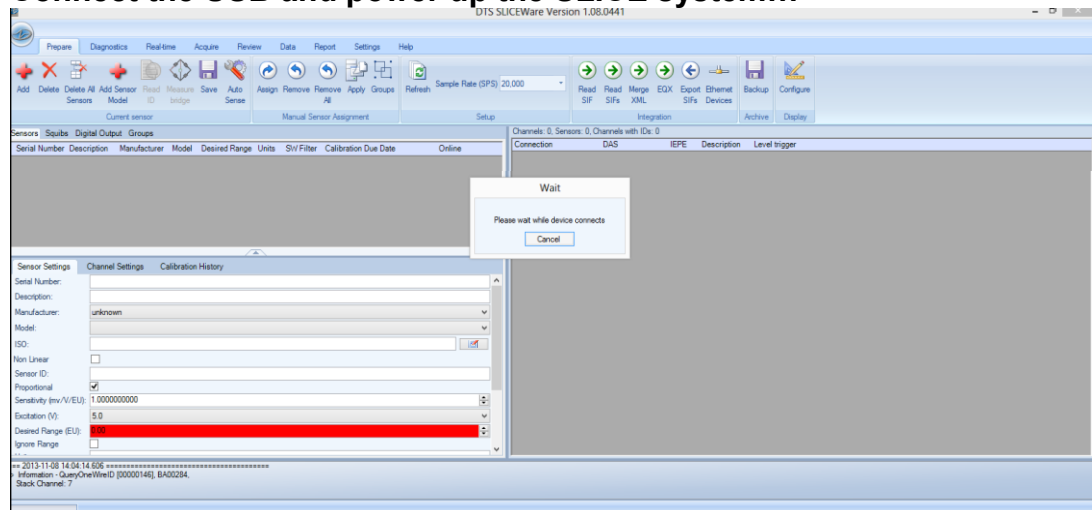 DTS SLICEWare Version 1.08.0441
Prepare Diagnostics Real-time Acquire Review Data Report Settings Help
Add Delete Delete All Sensors Add Sensor Model Read ID Measure bridge Save Auto Sense
Assign Remove Remove All Apply Groups
Refresh Sample Rate (SPS) 20,000
Read SIF Read SIFs Merge XML EQX Export SIFs Ethernet Devices Backup Configure
Current sensor Manual Sensor Assignment Setup Integration Archive Display
Sensors Squibs Digital Output Groups
Serial Number Description Manufacturer Model Desired Range Units SW Filter Calibration Due Date Online
Channels: 0, Sensors: 0, Channels with IDs: 0
Connection DAS IEPE Description Level trigger
Wait
Please wait while device connects
Cancel
Sensor Settings Channel Settings Calibration History
Serial Number:
Description:
Manufacturer: unknown
Model:
ISO:
Non Linear
Sensor ID:
Proportional
Sensitivity (mv/V/EU): 1.0000000000
Excitation (V): 5.0
Desired Range (EU): 0.00
Ignore Range
== 2013-11-08 14:04:14.606 ========================================
Information - QueryOneWireID [00000146], BA00284,
Stack Channel: 7